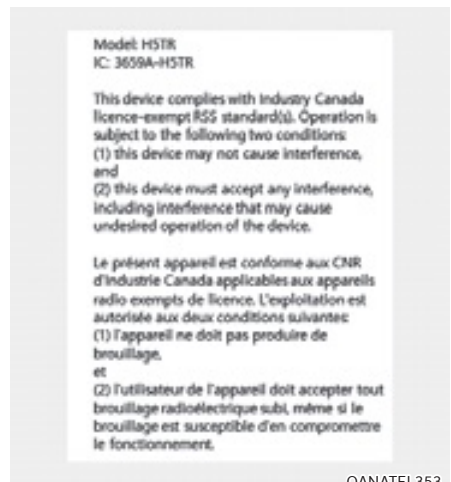 Model: H5TR
IC: 3659A-H5TR
This device complies with Industry Canada
licence-exempt RSS standard(s). Operation is
subject to the following two conditions:
(1) this device may not cause interference,
and
(2) this device must accept any interference,
including interference that may cause
undesired operation of the device.
Le présent appareil est conforme aux CNR
d'Industrie Canada applicables aux appareils
radio exempts de licence. L'exploitation est
autorisée aux deux conditions suivantes:
(1) l'appareil ne doit pas produire de
brouillage,
et
(2) l'utilisateur de l'appareil doit accepter tout
brouillage radioélectrique subi, même si le
brouillage est susceptible d'en compromettre
le fonctionnement.